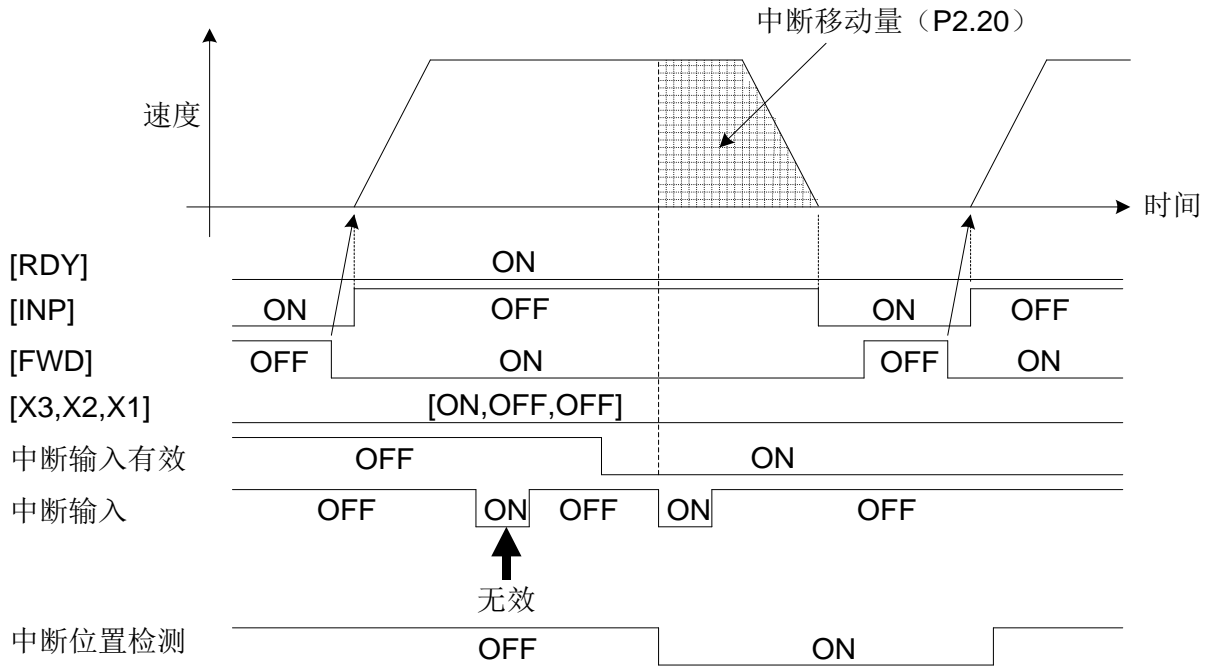 中断移动量（P2.20）
速度
时间
[RDY] ON
[INP] ON OFF ON OFF
[FWD] OFF ON OFF ON
[X3,X2,X1] [ON,OFF,OFF]
中断输入有效 OFF ON
中断输入 OFF ON OFF ON OFF
无效
中断位置检测 OFF ON